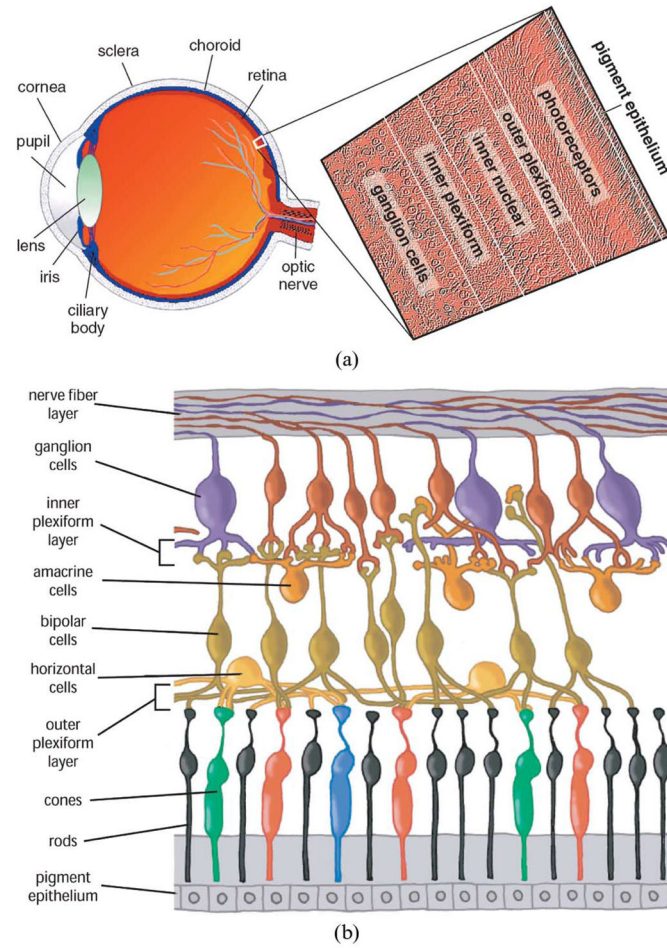 sclera
choroid
retina
cornea
pupil
lens
iris
ciliary
body
optic
nerve
pigment epithelium
photoreceptors
outer plexiform
inner nuclear
inner plexiform
ganglion cells
(a)
nerve fiber
layer
ganglion
cells
inner
plexiform
layer
amacrine
cells
bipolar
cells
horizontal
cells
outer
plexiform
layer
cones
rods
pigment
epithelium
(b)